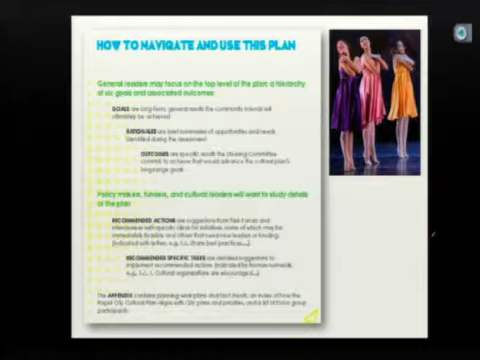 HOW TO NAVIGATE AND USE THIS PLAN
General readers may focus on the top level of the plan: a hierarchy
of six goals and associated outcomes
GOALS are long-term, general results the community intends will
ultimately be achieved
RATIONALES are brief summaries of opportunities and needs
identified during the assessment
OUTCOMES are specific results the Steering Committee
commits to achieve that would advance the cultural plan's
long-range goals
Policy makers, funders, and cultural leaders will want to study details
of the plan
RECOMMENDED ACTIONS are suggestions from Task Forces and
interviewees with specific ideas for initiatives, some of which may be
immediately feasible and others that need new leaders or funding
RECOMMENDED SPECIFIC TASKS are detailed suggestions to
implement recommended actions
The APPENDIX contains planning work plans and fact sheets, an index of how the
Cultural Plan aligns with City plans and priorities, and a list of focus group
participants